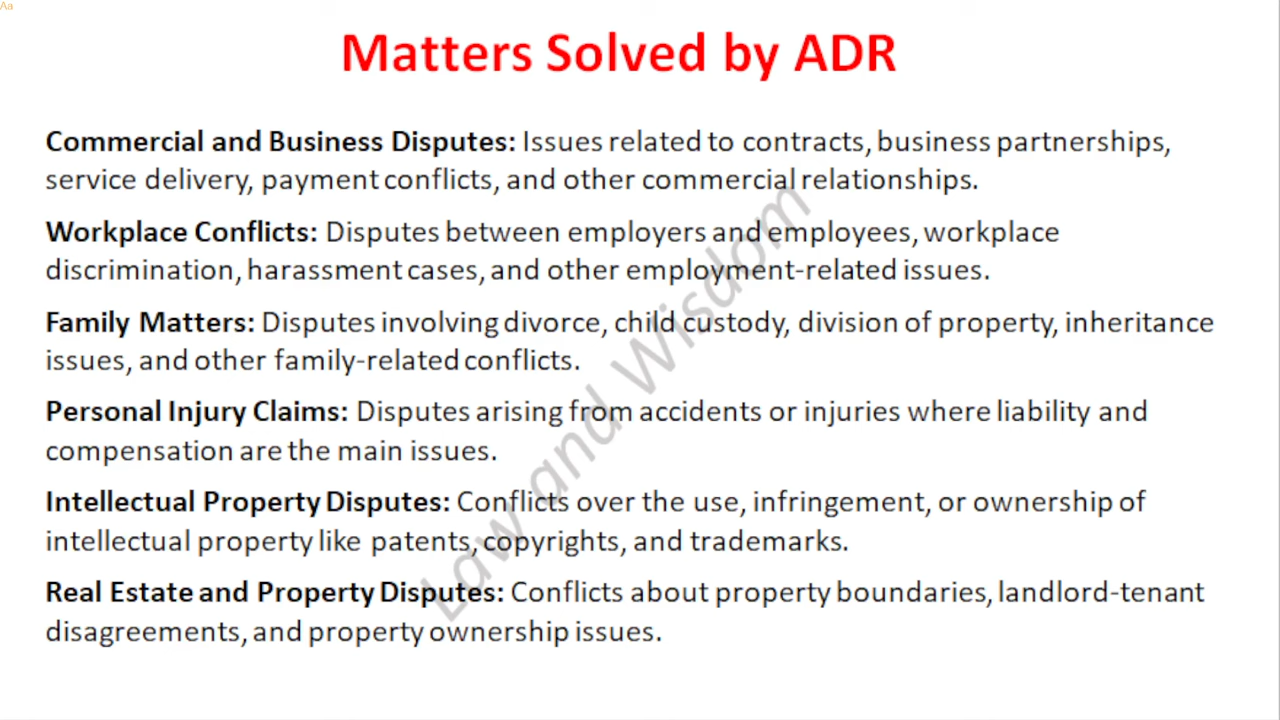 Aa
Matters Solved by ADR
Commercial and Business Disputes: Issues related to contracts, business partnerships,
service delivery, payment conflicts, and other commercial relationships.
Workplace Conflicts: Disputes between employers and employees, workplace
discrimination, harassment cases, and other employment-related issues.
Family Matters: Disputes involving divorce, child custody, division of property, inheritance
issues, and other family-related conflicts.
Personal Injury Claims: Disputes arising from accidents or injuries where liability and
compensation are the main issues.
Intellectual Property Disputes: Conflicts over the use, infringement, or ownership of
intellectual property like patents, copyrights, and trademarks.
Real Estate and Property Disputes: Conflicts about property boundaries, landlord-tenant
disagreements, and property ownership issues.
Law and Wisdom